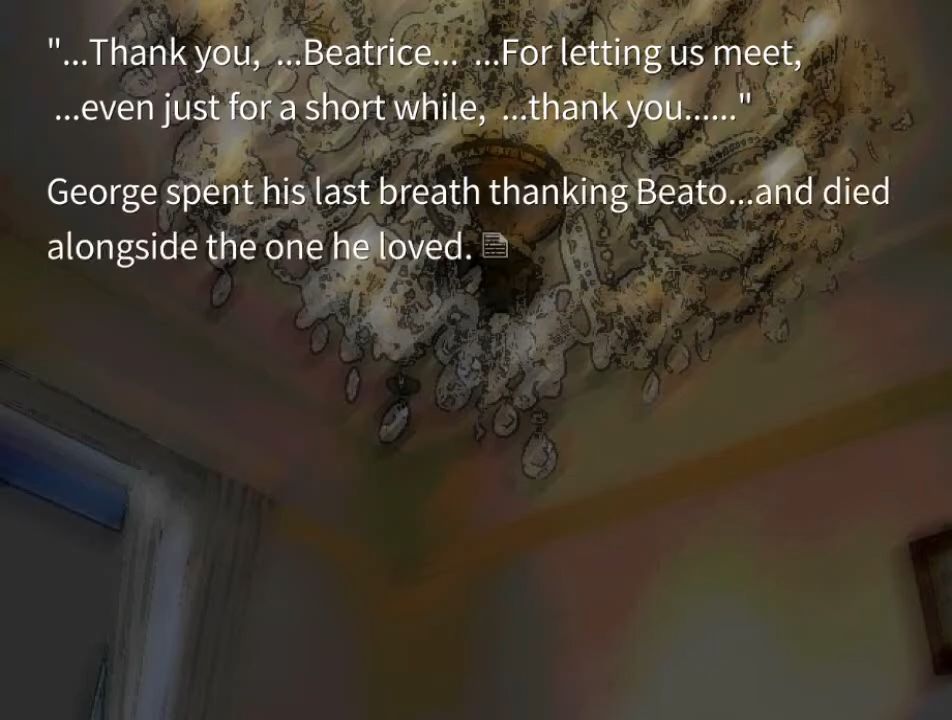 "...Thank you, ...Beatrice... ...For letting us meet,
...even just for a short while, ...thank you......"
George spent his last breath thanking Beato...and died
alongside the one he loved.